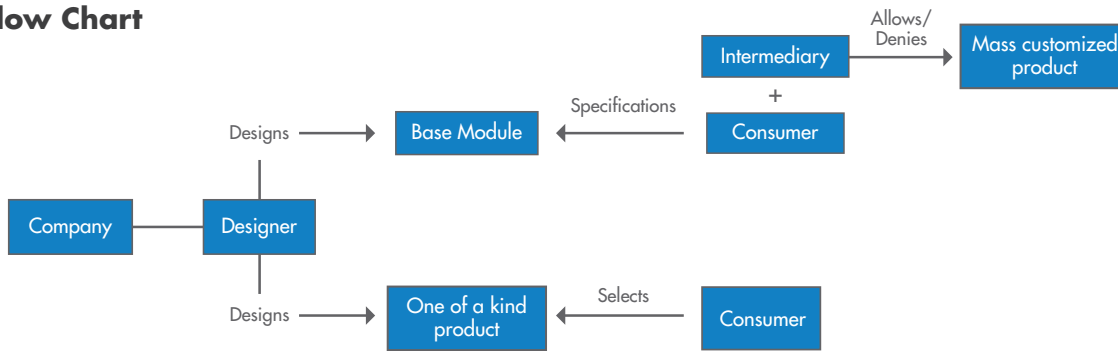 low Chart
Allows/
Denies
Intermediary
Mass customized
product
+
Specifications
Designs
Base Module
Consumer
Company
Designer
Designs
One of a kind
product
Selects
Consumer